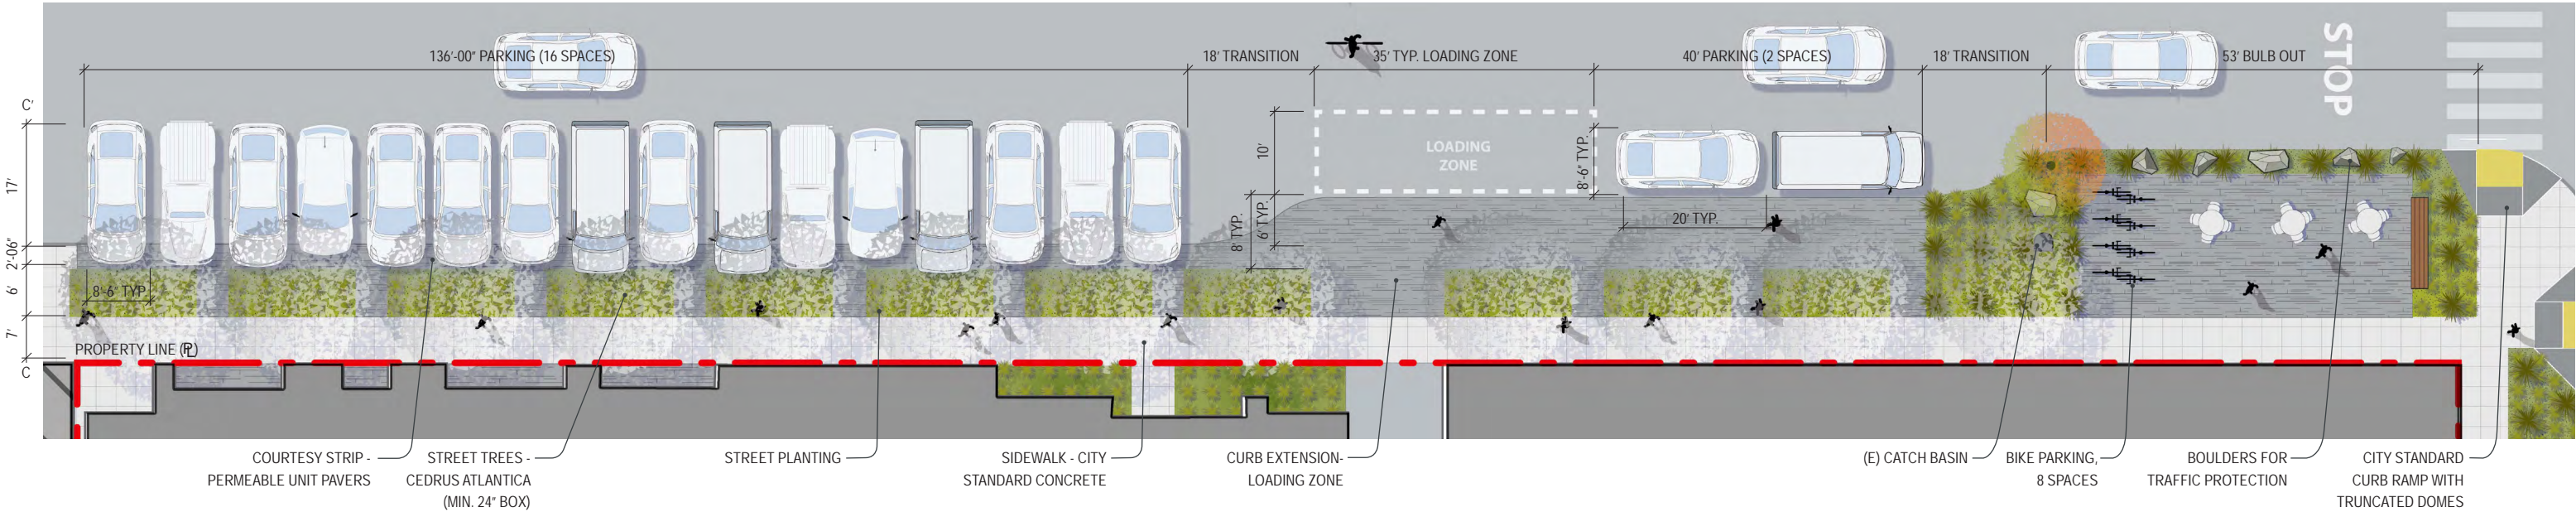 136'-00" PARKING (16 SPACES)
18' TRANSITION
35' TYP. LOADING ZONE
40' PARKING (2 SPACES)
18' TRANSITION
53' BULB OUT
STOP
C'
17'
2'-06"
6'
7'
C
8'-6" TYP
10'
8' TYP.
6' TYP.
LOADING
ZONE
8'-6" TYP.
20' TYP.
PROPERTY LINE (PL)
COURTESY STRIP -
PERMEABLE UNIT PAVERS
STREET TREES -
CEDRUS ATLANTICA
(MIN. 24" BOX)
STREET PLANTING
SIDEWALK - CITY
STANDARD CONCRETE
CURB EXTENSION-
LOADING ZONE
(E) CATCH BASIN
BIKE PARKING,
8 SPACES
BOULDERS FOR
TRAFFIC PROTECTION
CITY STANDARD
CURB RAMP WITH
TRUNCATED DOMES